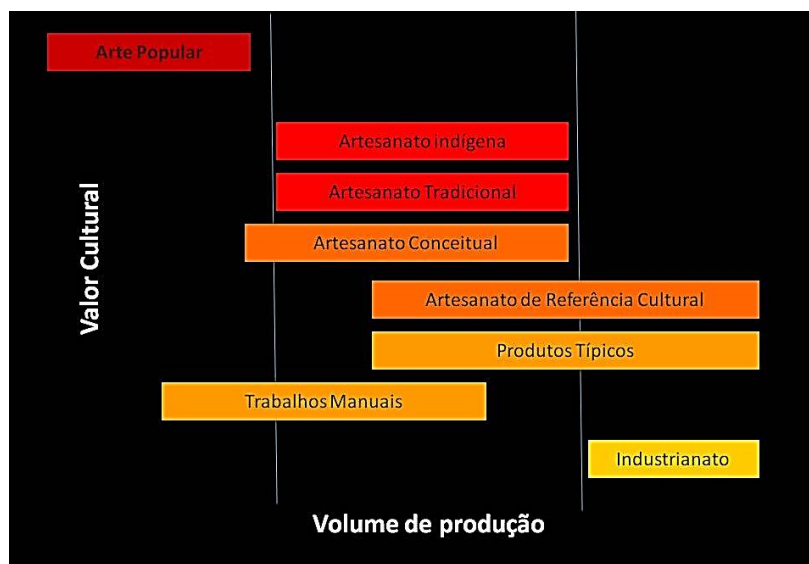 Arte Popular
Artesanato indígena
Artesanato Tradicional
Artesanato Conceitual
Valor Cultural
Artesanato de Referência Cultural
Produtos Típicos
Trabalhos Manuais
Industrianato
Volume de produção